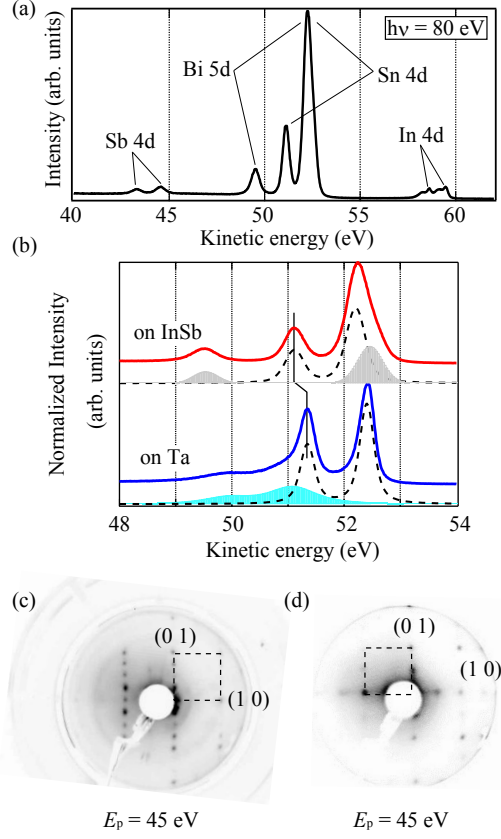 (a)
Intensity (arb. units)
hν = 80 eV
Bi 5d
Sn 4d
Sb 4d
In 4d
40 45 50 55 60
Kinetic energy (eV)
(b)
Normalized Intensity
(arb. units)
on InSb
on Ta
48 50 52 54
Kinetic energy (eV)
(c)
(0 1)
(1 0)
Ep = 45 eV
(d)
(0 1)
(1 0)
Ep = 45 eV